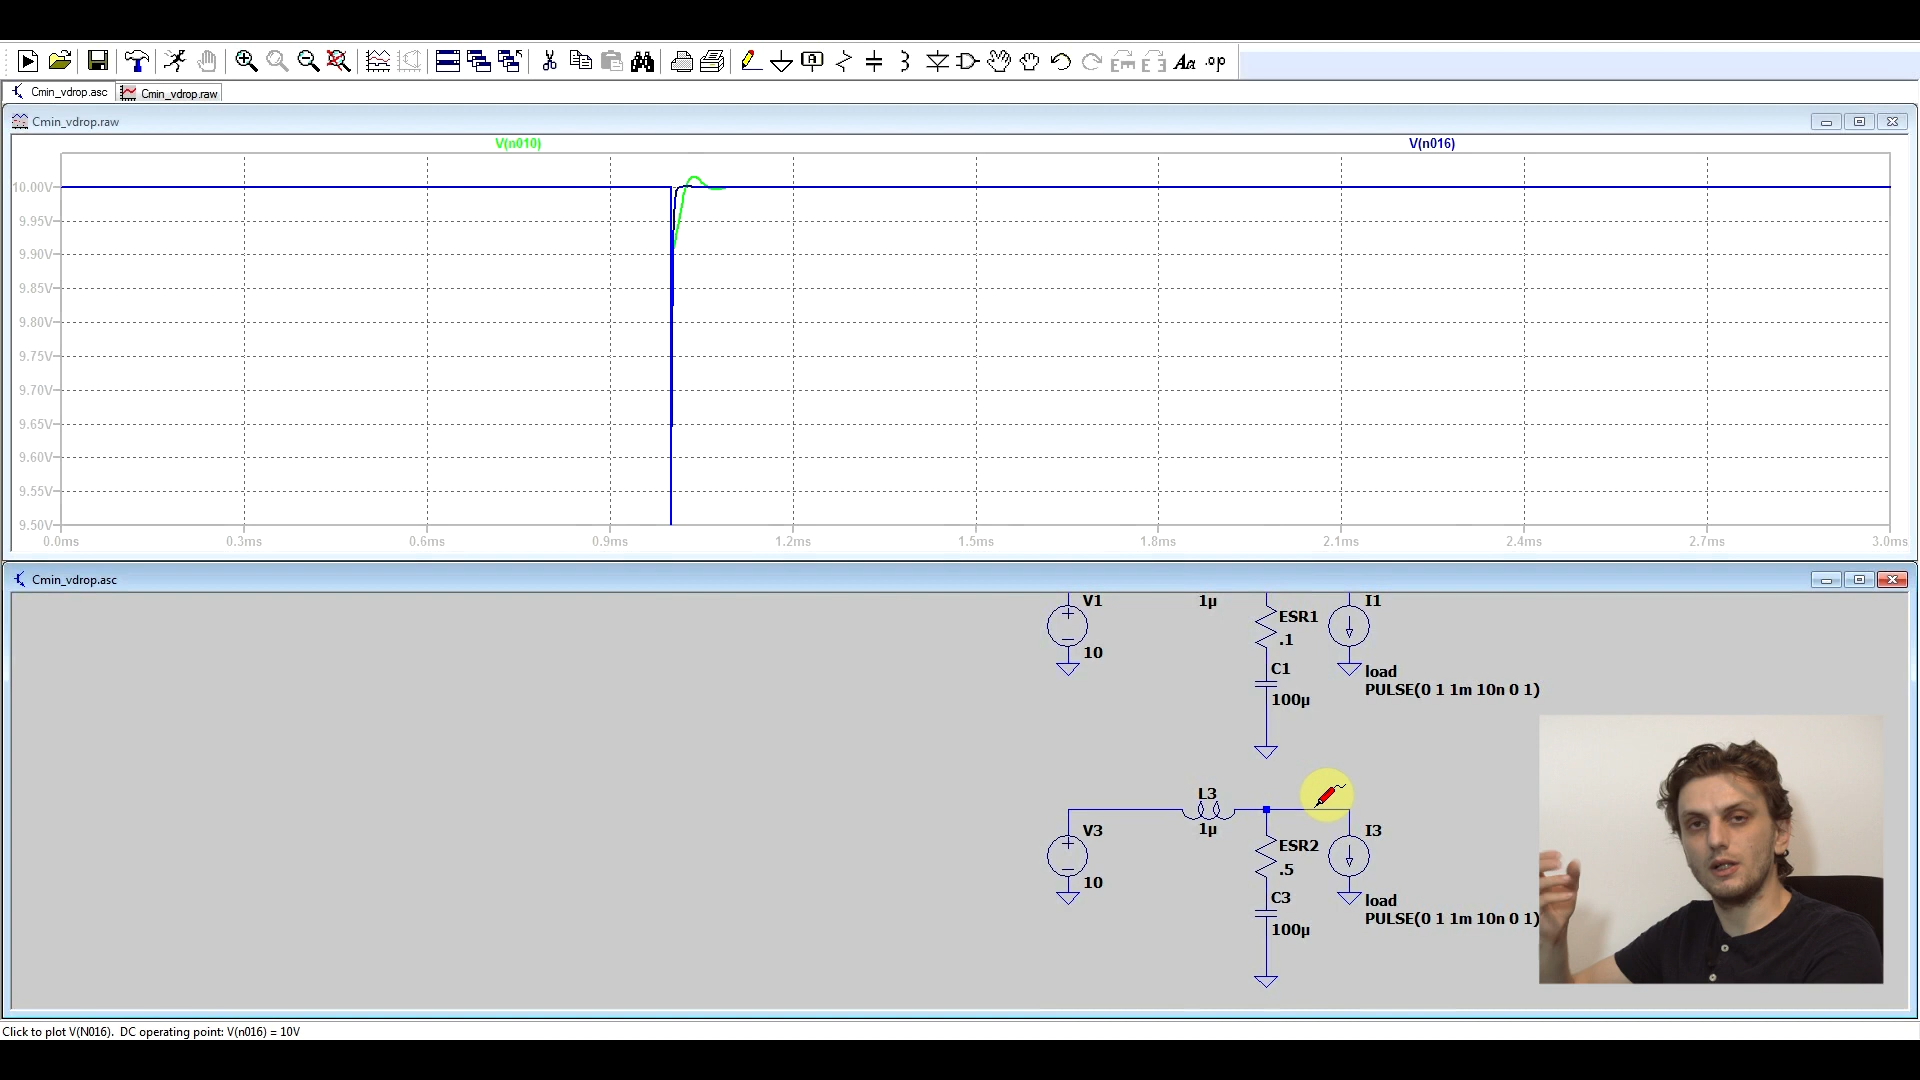 Cmin_vdrop.asc Cmin_vdrop.raw
Cmin_vdrop.raw
V(n010) V(n016)
10.00V
9.95V
9.90V
9.85V
9.80V
9.75V
9.70V
9.65V
9.60V
9.55V
9.50V
0.0ms 0.3ms 0.6ms 0.9ms 1.2ms 1.5ms 1.8ms 2.1ms 2.4ms 2.7ms 3.0ms
Cmin_vdrop.asc
V1 1µ I1
ESR1
.1
10
C1
load
PULSE(0 1 1m 10n 0 1)
100µ
L3
1µ
V3 I3
ESR2
.5
10
C3
load
PULSE(0 1 1m 10n 0 1)
100µ
Click to plot V(N016). DC operating point: V(n016) = 10V